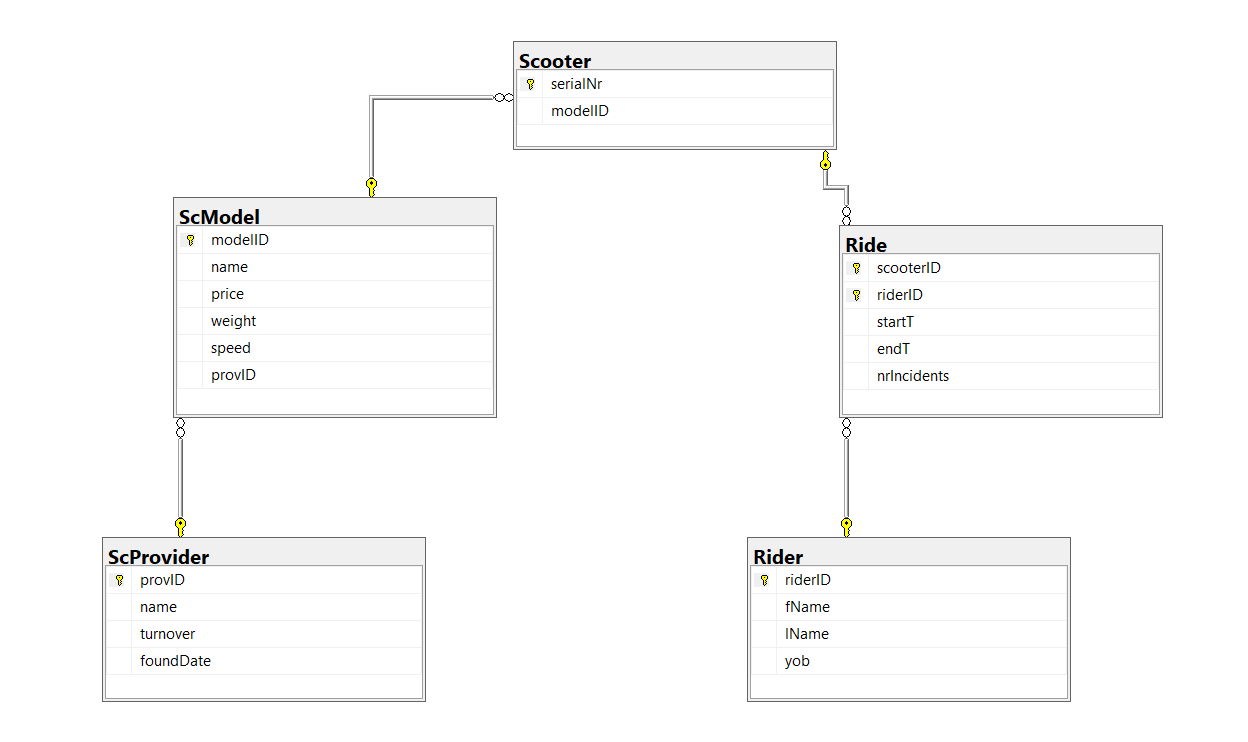 Scooter
serialNr
modelID
ScModel
modelID
name
price
weight
speed
provID
Ride
scooterID
riderID
startT
endT
nrIncidents
ScProvider
provID
name
turnover
foundDate
Rider
riderID
fName
lName
yob